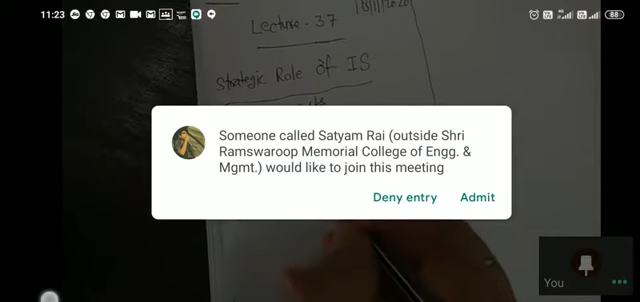 11:23
88
Lecture - 37
Strategic Role of IS
Someone called Satyam Rai (outside Shri
Ramswaroop Memorial College of Engg. &
Mgmt.) would like to join this meeting
Deny entry
Admit
You